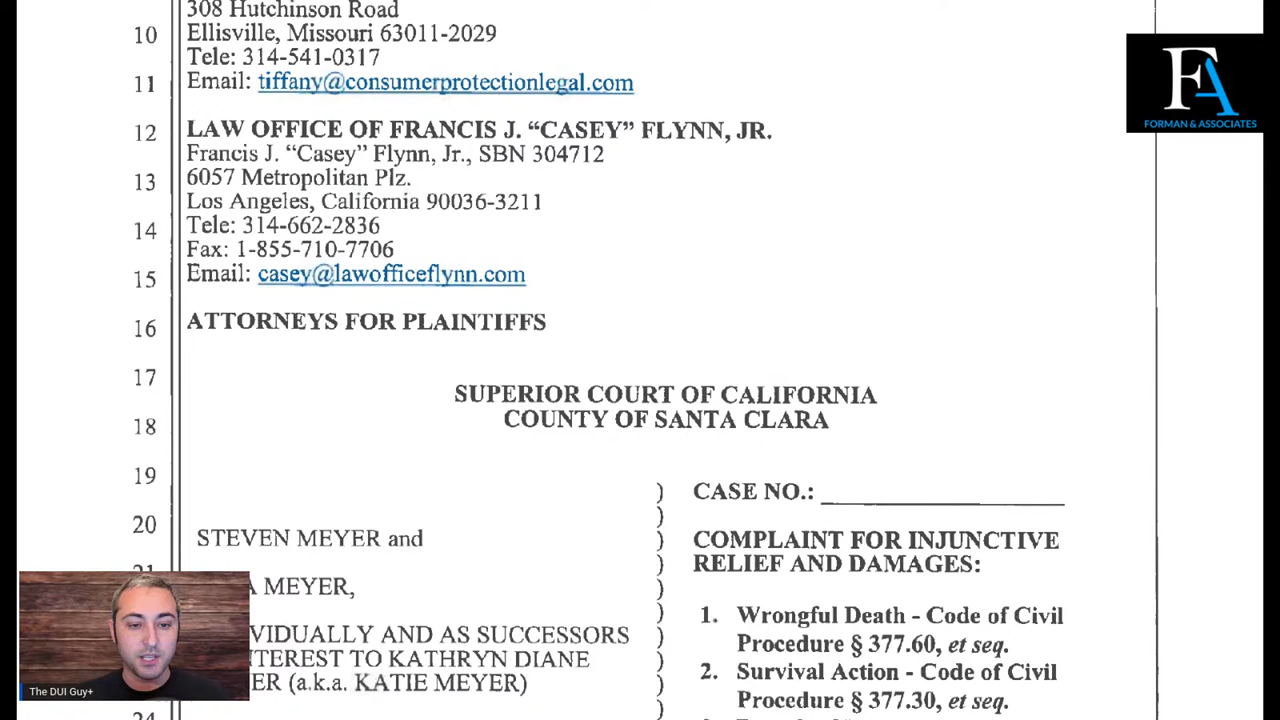 308 Hutchinson Road
10
Ellisville, Missouri 63011-2029
Tele: 314-541-0317
11
Email: tiffany@consumerprotectionlegal.com
12
LAW OFFICE OF FRANCIS J. “CASEY” FLYNN, JR.
Francis J. “Casey” Flynn, Jr., SBN 304712
13
6057 Metropolitan Plz.
Los Angeles, California 90036-3211
14
Tele: 314-662-2836
Fax: 1-855-710-7706
15
Email: casey@lawofficeflynn.com
16
ATTORNEYS FOR PLAINTIFFS
17
SUPERIOR COURT OF CALIFORNIA
18
COUNTY OF SANTA CLARA
19
20
STEVEN MEYER and
A MEYER,
VIDUALLY AND AS SUCCESSORS
TEREST TO KATHRYN DIANE
ER (a.k.a. KATIE MEYER)
CASE NO.:
COMPLAINT FOR INJUNCTIVE
RELIEF AND DAMAGES:
1. Wrongful Death - Code of Civil
Procedure § 377.60, et seq.
2. Survival Action - Code of Civil
Procedure § 377.30, et seq.
FA
FORMAN & ASSOCIATES
The DUI Guy+